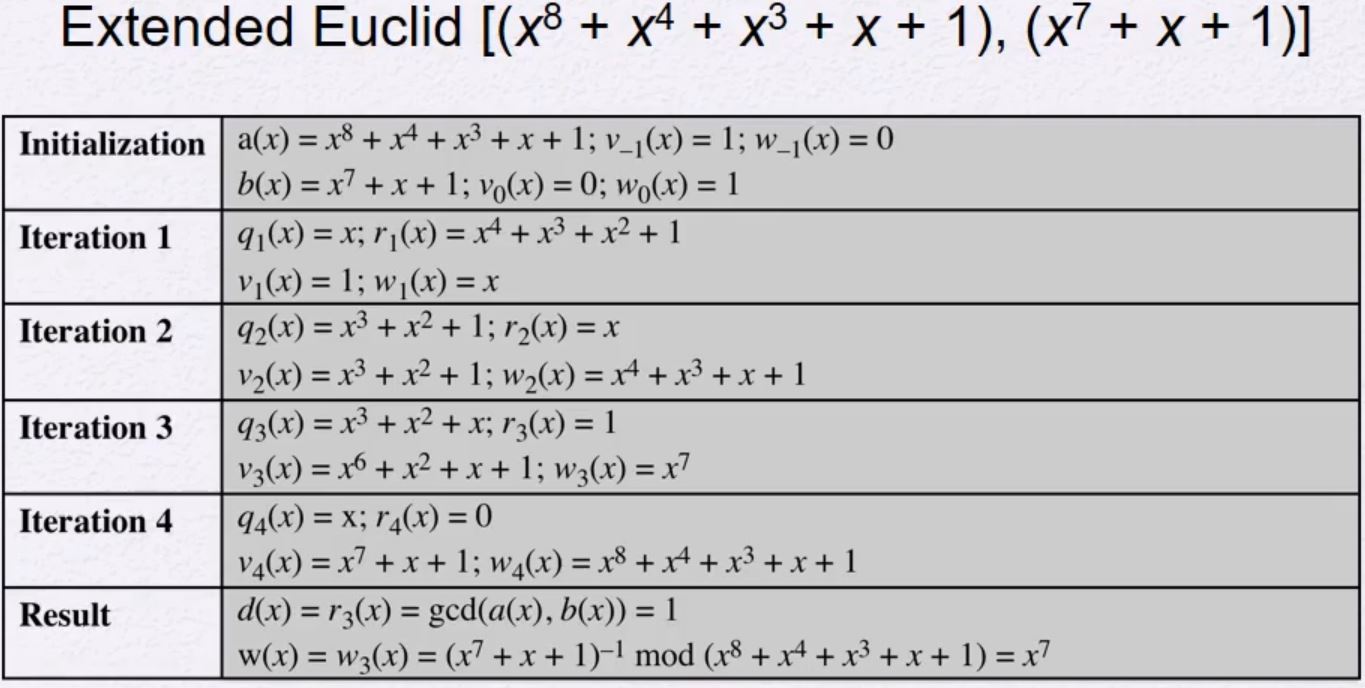 Extended Euclid [(x⁸ + x⁴ + x³ + x + 1), (x⁷ + x + 1)]
Initialization
a(x) = x⁸ + x⁴ + x³ + x + 1; v₋₁(x) = 1; w₋₁(x) = 0
b(x) = x⁷ + x + 1; v₀(x) = 0; w₀(x) = 1
Iteration 1
q₁(x) = x; r₁(x) = x⁴ + x³ + x² + 1
v₁(x) = 1; w₁(x) = x
Iteration 2
q₂(x) = x³ + x² + 1; r₂(x) = x
v₂(x) = x³ + x² + 1; w₂(x) = x⁴ + x³ + x + 1
Iteration 3
q₃(x) = x³ + x² + x; r₃(x) = 1
v₃(x) = x⁶ + x² + x + 1; w₃(x) = x⁷
Iteration 4
q₄(x) = x; r₄(x) = 0
v₄(x) = x⁷ + x + 1; w₄(x) = x⁸ + x⁴ + x³ + x + 1
Result
d(x) = r₃(x) = gcd(a(x), b(x)) = 1
w(x) = w₃(x) = (x⁷ + x + 1)⁻¹ mod (x⁸ + x⁴ + x³ + x + 1) = x⁷